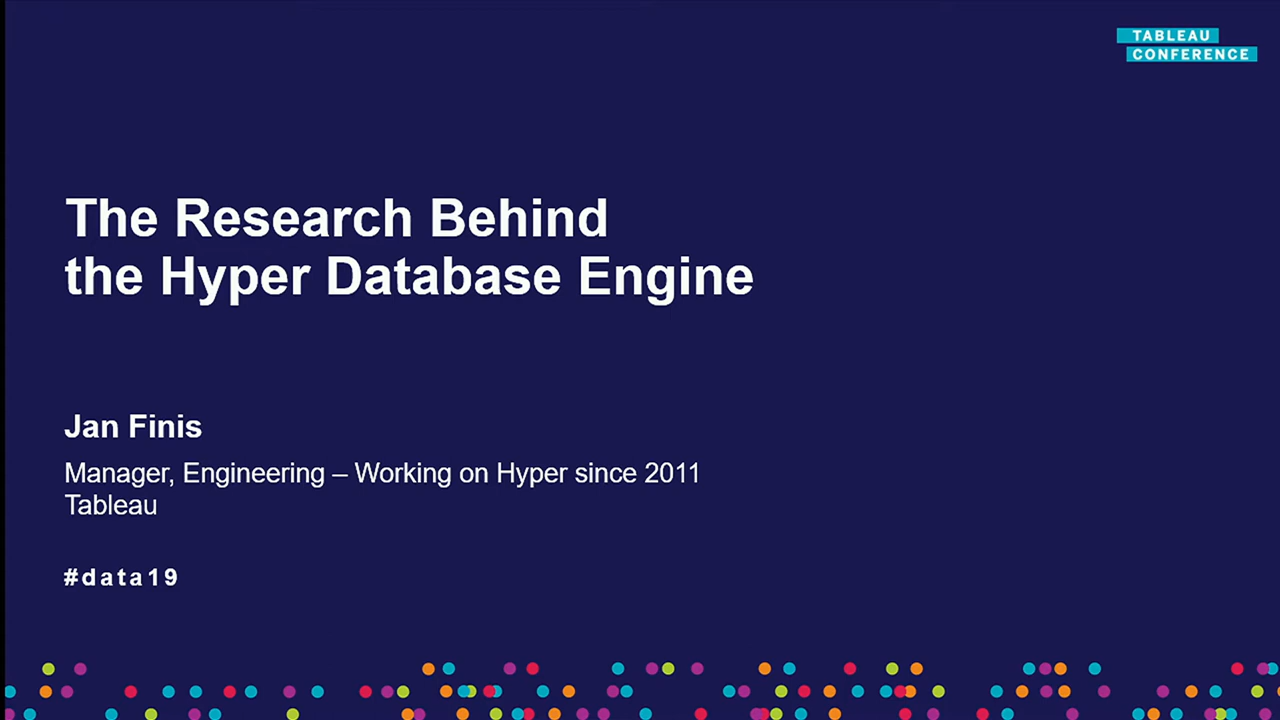 TABLEAU
CONFERENCE
The Research Behind
the Hyper Database Engine
Jan Finis
Manager, Engineering – Working on Hyper since 2011
Tableau
#data19